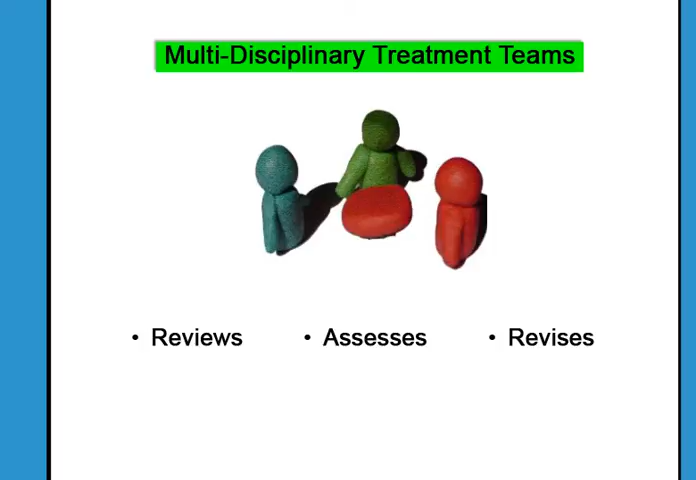 Multi-Disciplinary Treatment Teams
• Reviews • Assesses • Revises